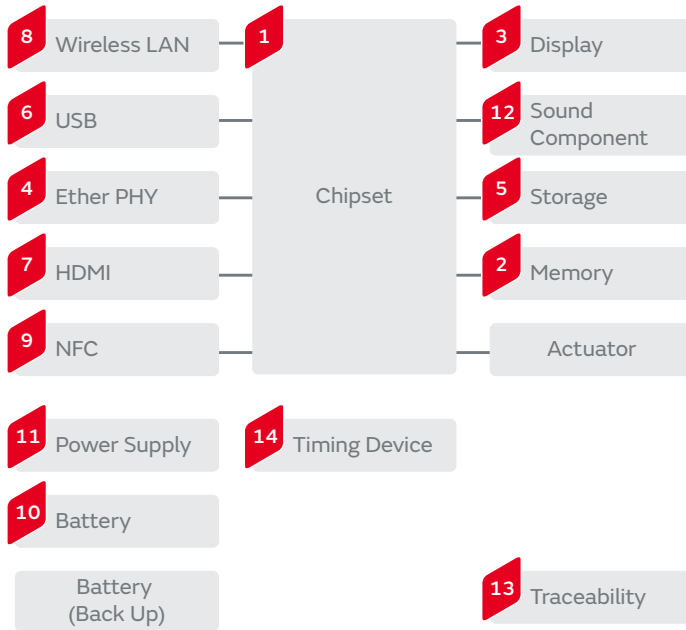 8 Wireless LAN
1
3 Display
6 USB
12 Sound
Component
4 Ether PHY
Chipset
5 Storage
7 HDMI
2 Memory
9 NFC
Actuator
11 Power Supply
14 Timing Device
10 Battery
Battery
(Back Up)
13 Traceability